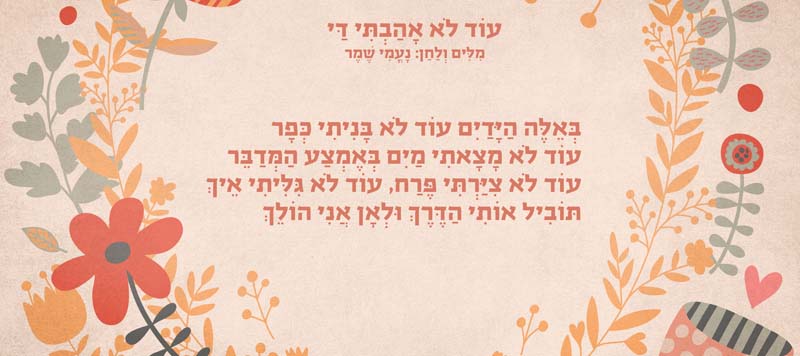 עוֹד לֹא אָהַבְתִּי דַּי
מִלִּים וְלַחַן: נָעֳמִי שֶׁמֶר
בְּאֵלֶּה הַיָּדַיִם עוֹד לֹא בָּנִיתִי כְּפָר
עוֹד לֹא מָצָאתִי מַיִם בְּאֶמְצַע הַמִּדְבָּר
עוֹד לֹא צִיַּרְתִּי פֶּרַח, עוֹד לֹא גִּלִּיתִי אֵיךְ
תּוֹבִיל אוֹתִי הַדֶּרֶךְ וּלְאָן אֲנִי הוֹלֵךְ